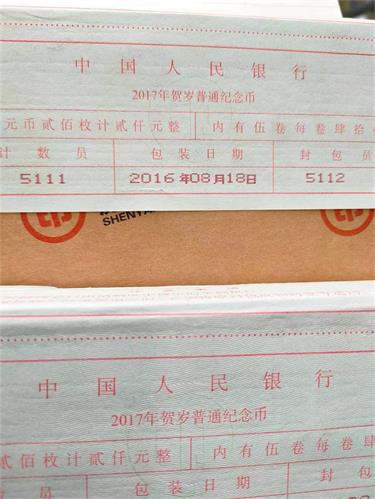 中国人民银行
2017年贺岁普通纪念币
元币贰佰枚计贰仟元整 内有伍卷每卷肆拾
计数员 包装日期 封包员
5111 2016年08月18日 5112
SHENYA
中国人民银行
2017年贺岁普通纪念币
贰佰枚计贰仟元整 内有伍卷每卷肆
员 包装日期 封